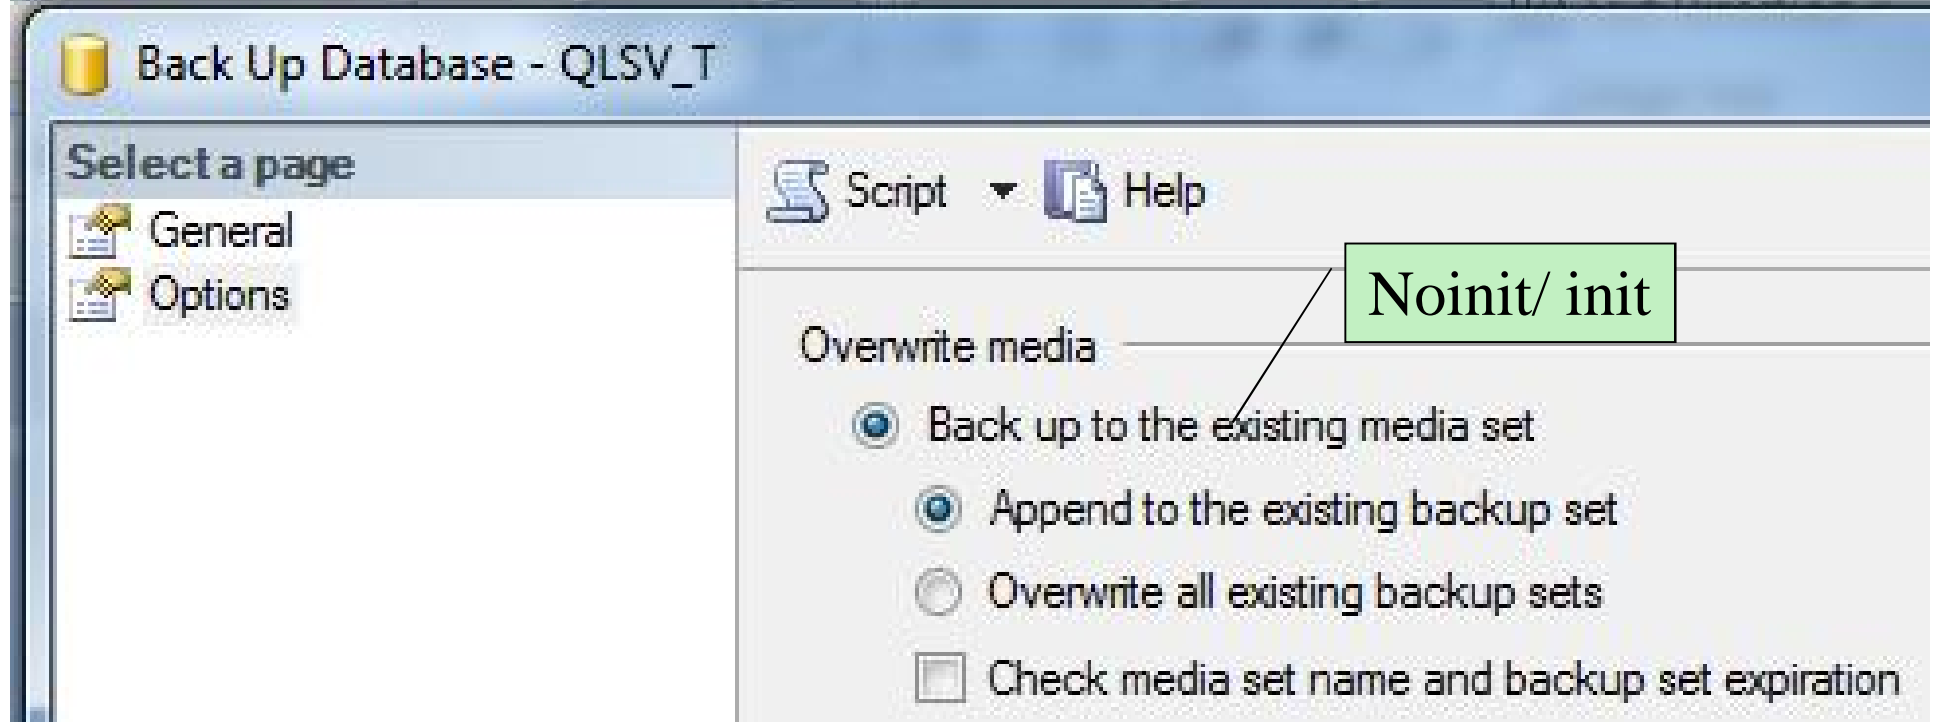 Back Up Database - QLSV_T
Select a page
General
Options
Script Help
Noinit/ init
Overwrite media
Back up to the existing media set
Append to the existing backup set
Overwrite all existing backup sets
Check media set name and backup set expiration